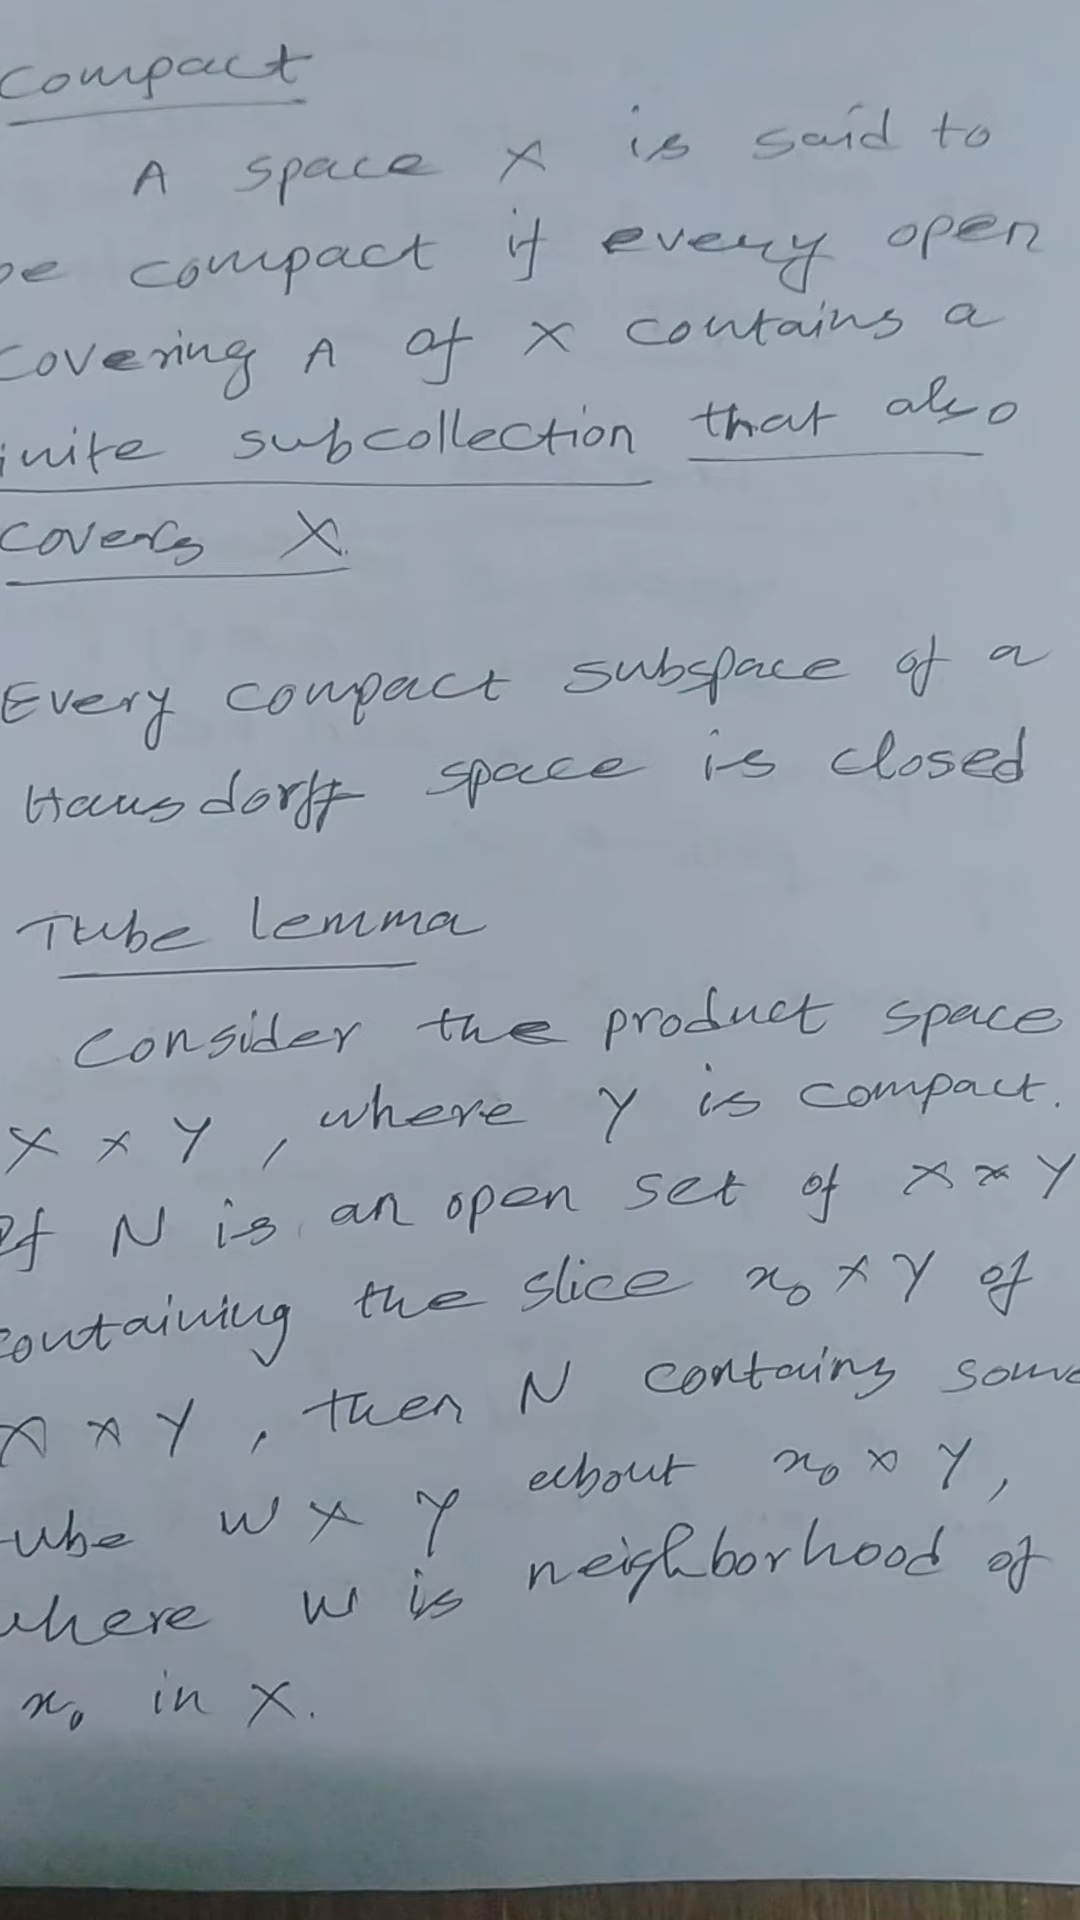 Compact
A space X is said to
be compact if every open
covering A of X contains a
finite subcollection that also
covers X.
Every compact subspace of a
Hausdorff space is closed
Tube lemma
Consider the product space
X × Y, where Y is compact.
If N is an open set of X × Y
containing the slice x₀ × Y of
X × Y, then N contains some
tube W × Y about x₀ × Y,
where W is neighborhood of
x₀ in X.